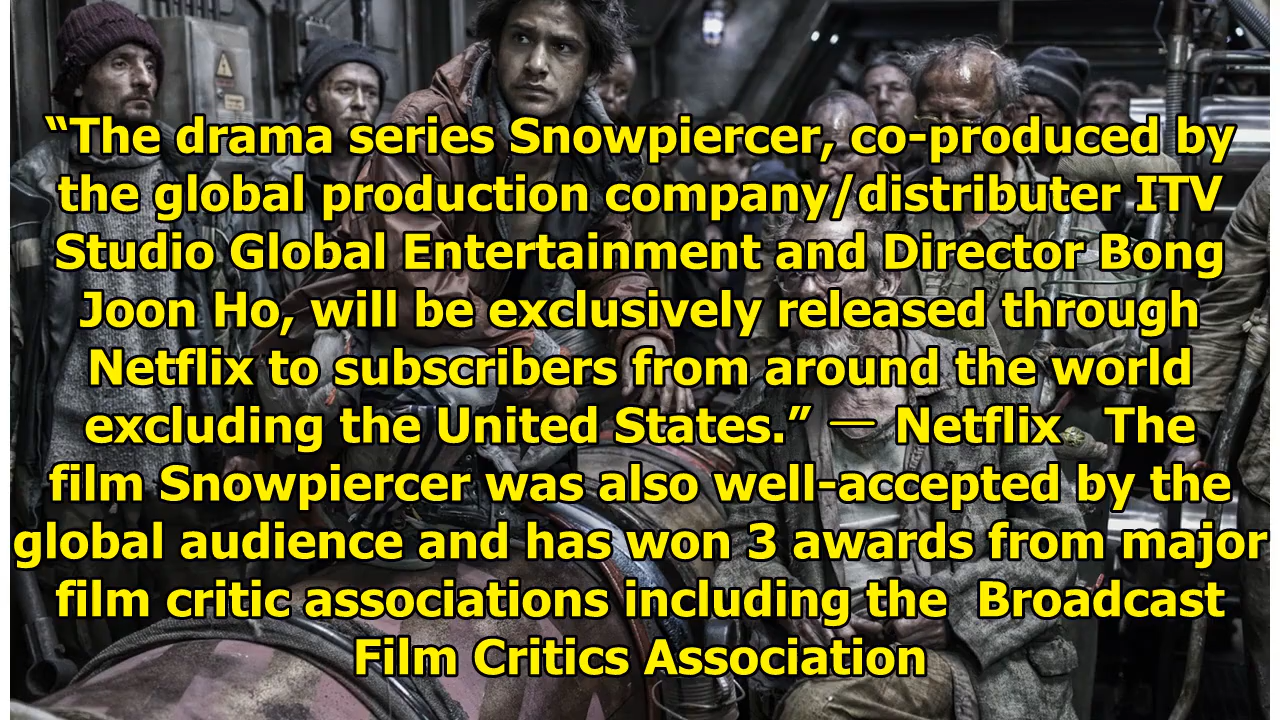 “The drama series Snowpiercer, co-produced by
the global production company/distributer ITV
Studio Global Entertainment and Director Bong
Joon Ho, will be exclusively released through
Netflix to subscribers from around the world
excluding the United States.” — Netflix   The
film Snowpiercer was also well-accepted by the
global audience and has won 3 awards from major
film critic associations including the  Broadcast
Film Critics Association